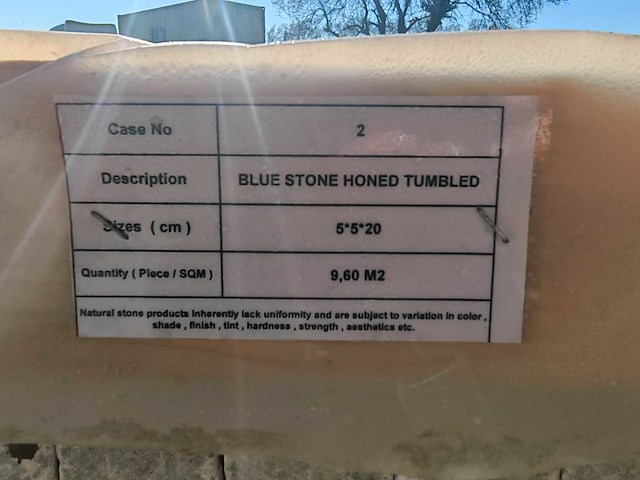 Case No 2
Description BLUE STONE HONED TUMBLED
Sizes ( cm ) 5*5*20
Quantity ( Piece / SQM ) 9,60 M2
Natural stone products inherently lack uniformity and are subject to variation in color ,
shade , finish , tint , hardness , strength , aesthetics etc.